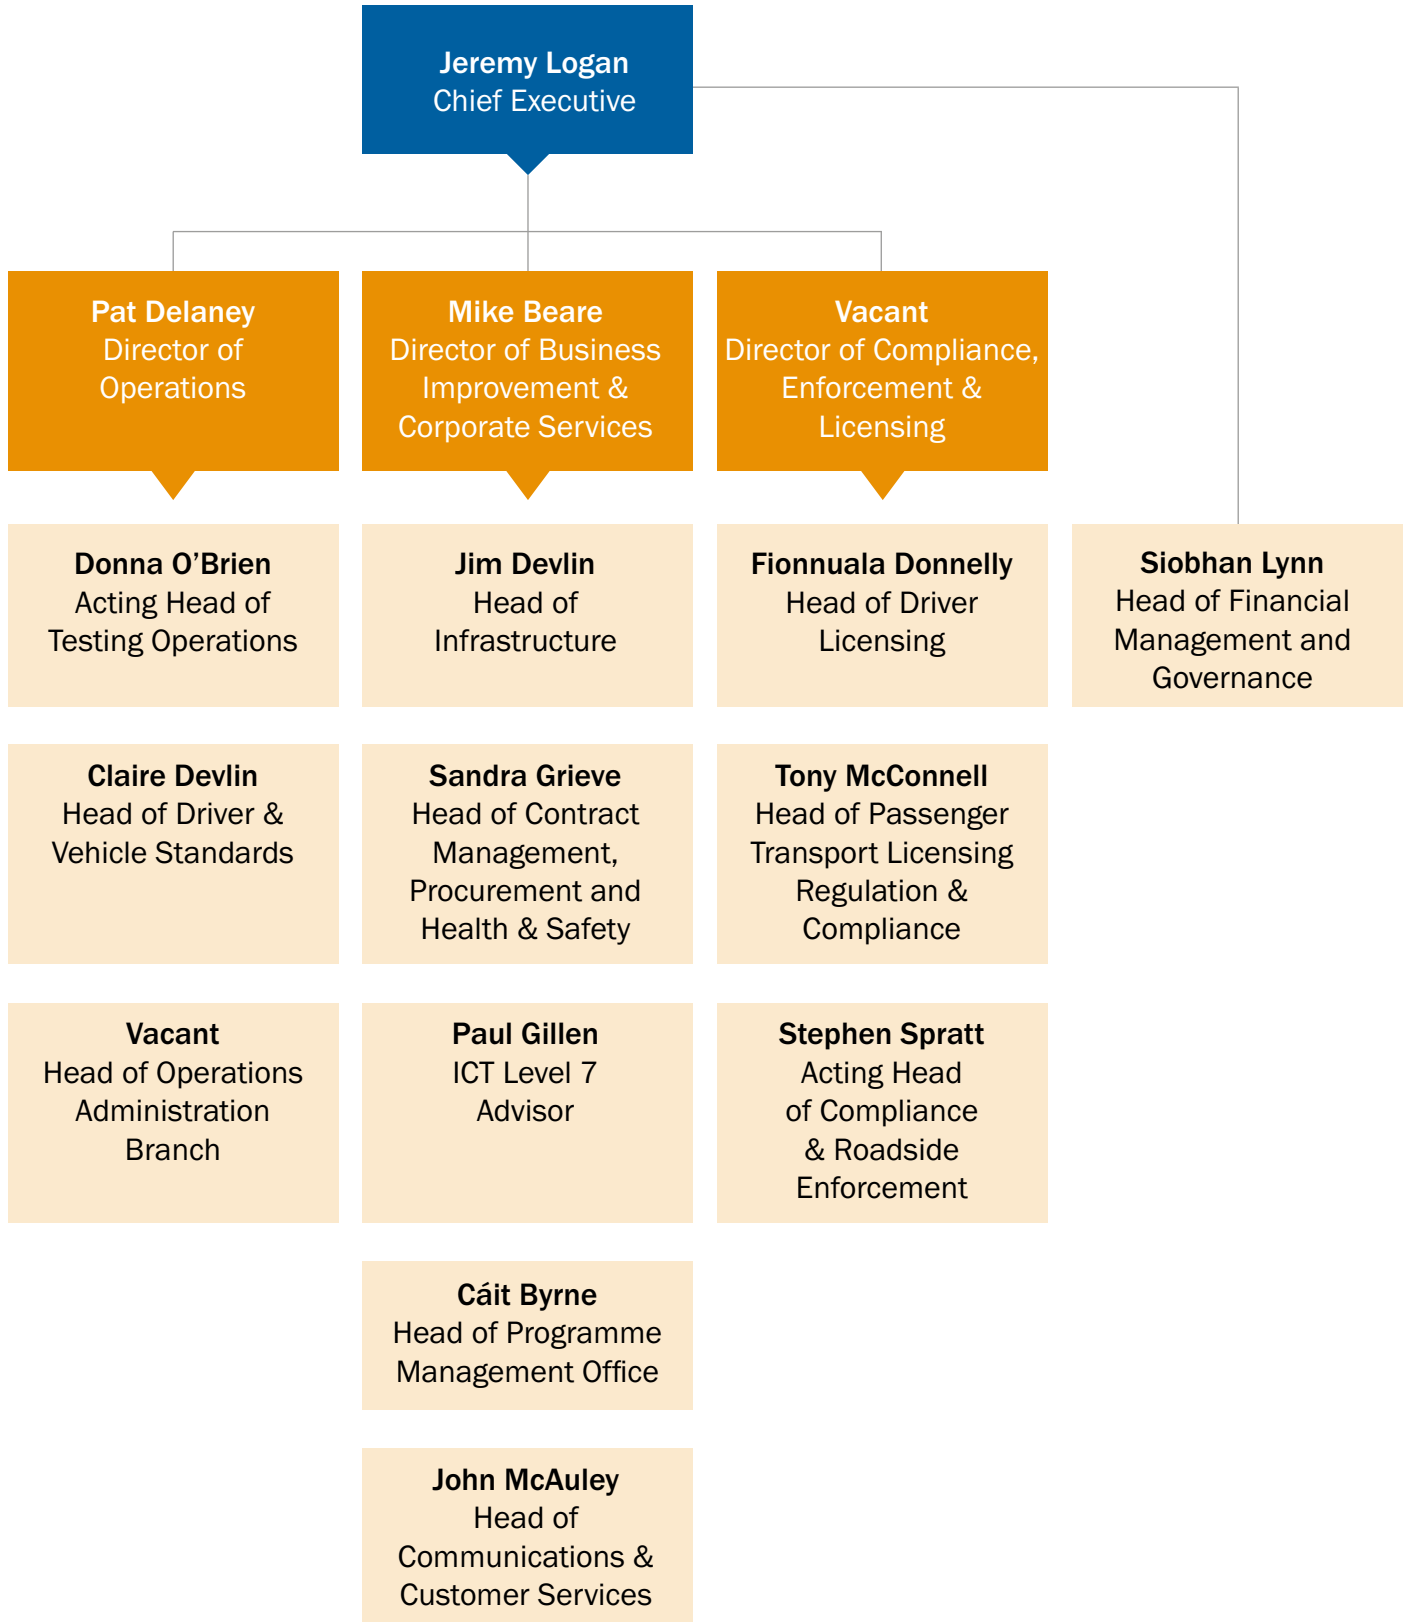 Jeremy Logan
Chief Executive
Pat Delaney
Director of
Operations
Mike Beare
Director of Business
Improvement &
Corporate Services
Vacant
Director of Compliance,
Enforcement &
Licensing
Donna O’Brien
Acting Head of
Testing Operations
Jim Devlin
Head of
Infrastructure
Fionnuala Donnelly
Head of Driver
Licensing
Siobhan Lynn
Head of Financial
Management and
Governance
Claire Devlin
Head of Driver &
Vehicle Standards
Sandra Grieve
Head of Contract
Management,
Procurement and
Health & Safety
Tony McConnell
Head of Passenger
Transport Licensing
Regulation &
Compliance
Vacant
Head of Operations
Administration
Branch
Paul Gillen
ICT Level 7
Advisor
Stephen Spratt
Acting Head
of Compliance
& Roadside
Enforcement
Cáit Byrne
Head of Programme
Management Office
John McAuley
Head of
Communications &
Customer Services